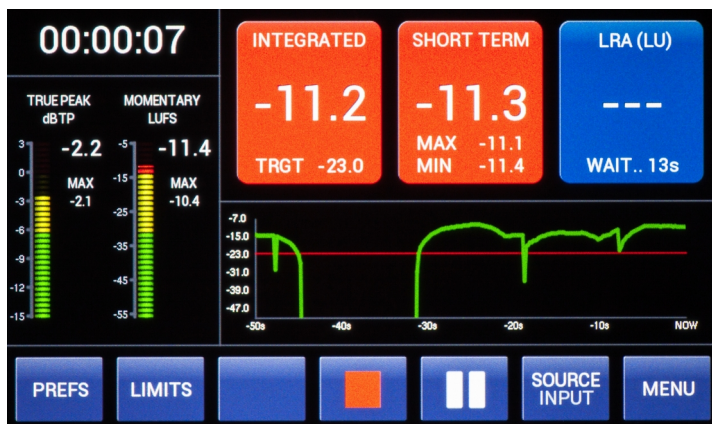 00:00:07
TRUE PEAK
dBTP
MOMENTARY
LUFS
-2.2
-11.4
MAX
-2.1
MAX
-10.4
3
0
-3
-6
-9
-12
-15
-5
-15
-25
-35
-45
-55
INTEGRATED
-11.2
TRGT -23.0
SHORT TERM
-11.3
MAX -11.1
MIN -11.4
LRA (LU)
---
WAIT.. 13s
-7.0
-15.0
-23.0
-31.0
-39.0
-47.0
-50s -40s -30s -20s -10s NOW
PREFS
LIMITS
SOURCE
INPUT
MENU